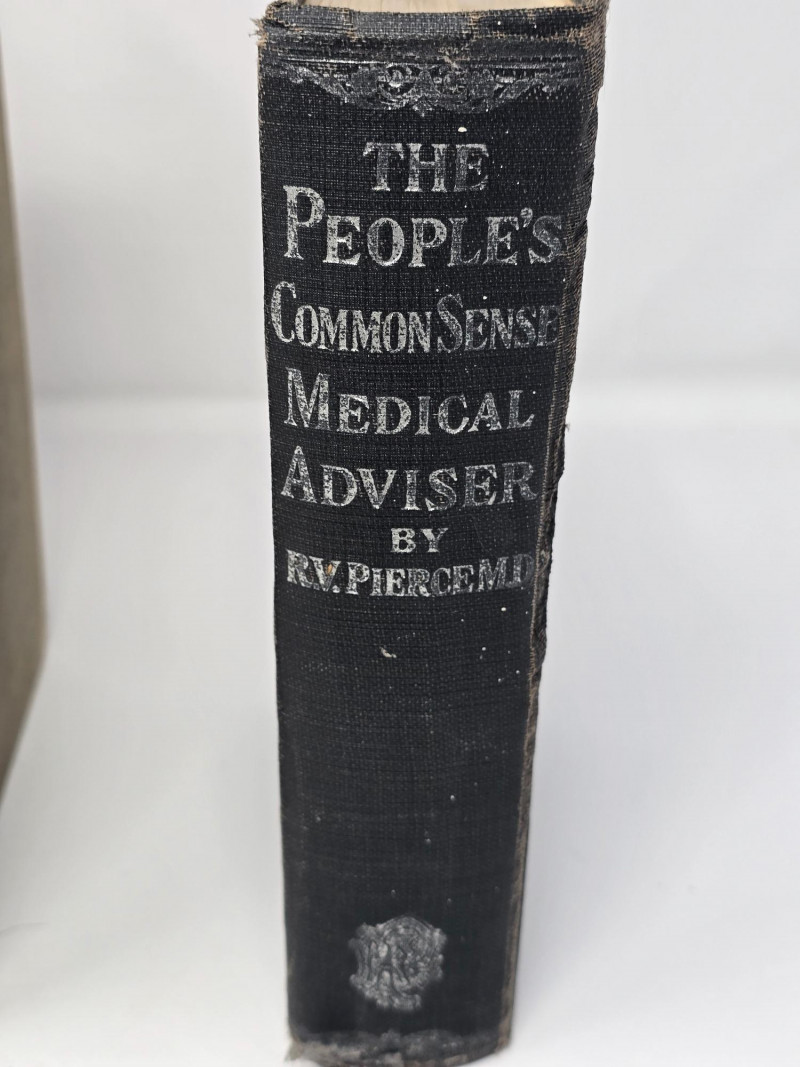 THE
PEOPLE'S
COMMON SENSE
MEDICAL
ADVISER
BY
R.V. PIERCE M.D